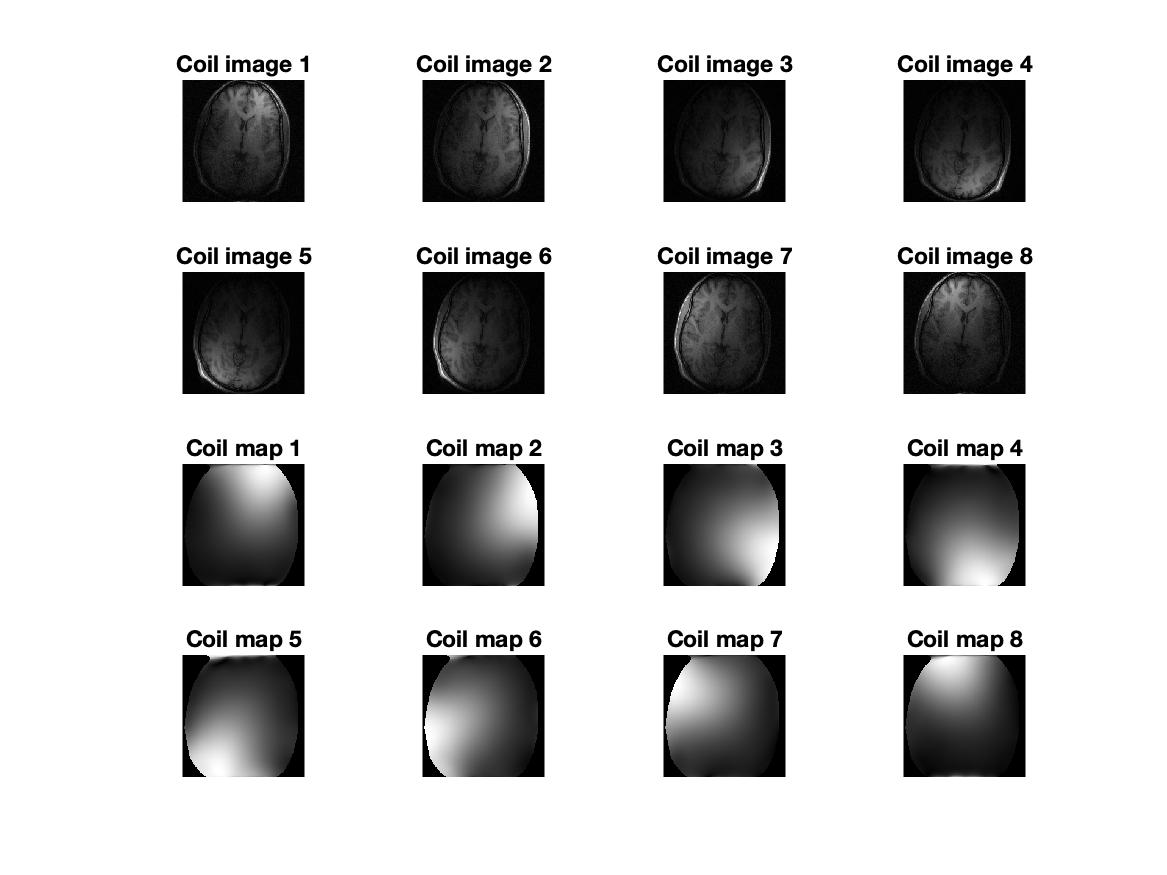 Coil image 1
Coil image 2
Coil image 3
Coil image 4
Coil image 5
Coil image 6
Coil image 7
Coil image 8
Coil map 1
Coil map 2
Coil map 3
Coil map 4
Coil map 5
Coil map 6
Coil map 7
Coil map 8